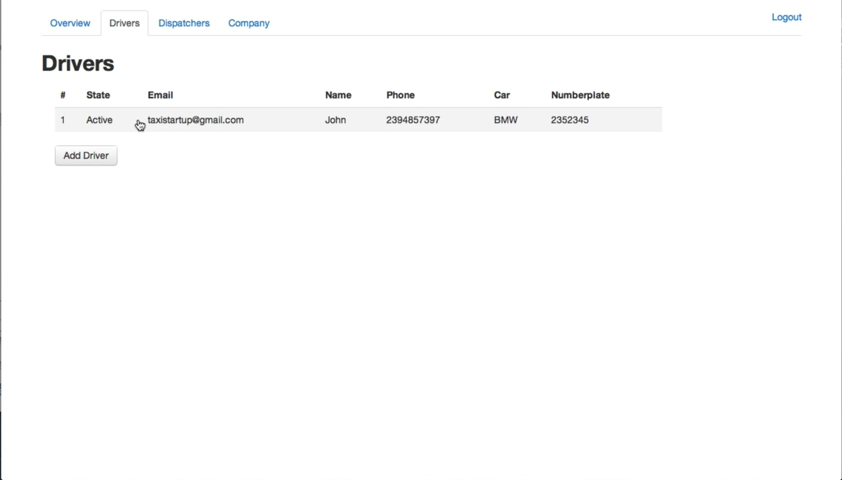 Overview Drivers Dispatchers Company Logout
Drivers
# State Email Name Phone Car Numberplate
1 Active taxistartup@gmail.com John 2394857397 BMW 2352345
Add Driver